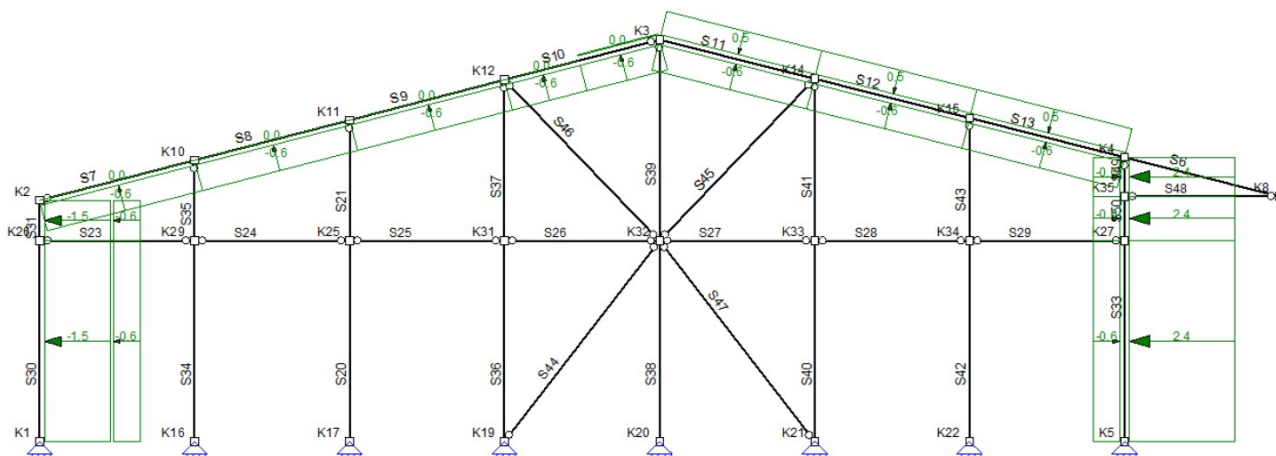 K3
0.0
S10
S11
0.5
K12
0.0
-0.6
-0.6
K14
0.5
S9
0.0
-0.6
S12
K11
K15
0.5
S8
0.0
-0.6
-0.6
S13
K10
S46
S45
K4
S7
0.0
-0.6
S39
-0.6
S6
K2
-0.6
S35
S21
S37
S41
S43
2.4
K35
S48
K8
S31
-1.5
-0.6
S50
2.4
K26
S23
K29
S24
K25
S25
K31
S26
K32
S27
K33
S28
K34
S29
K27
S47
S33
-1.5
-0.6
-0.6
2.4
S30
S34
S20
S36
S44
S38
S40
S42
K1
K16
K17
K19
K20
K21
K22
K5